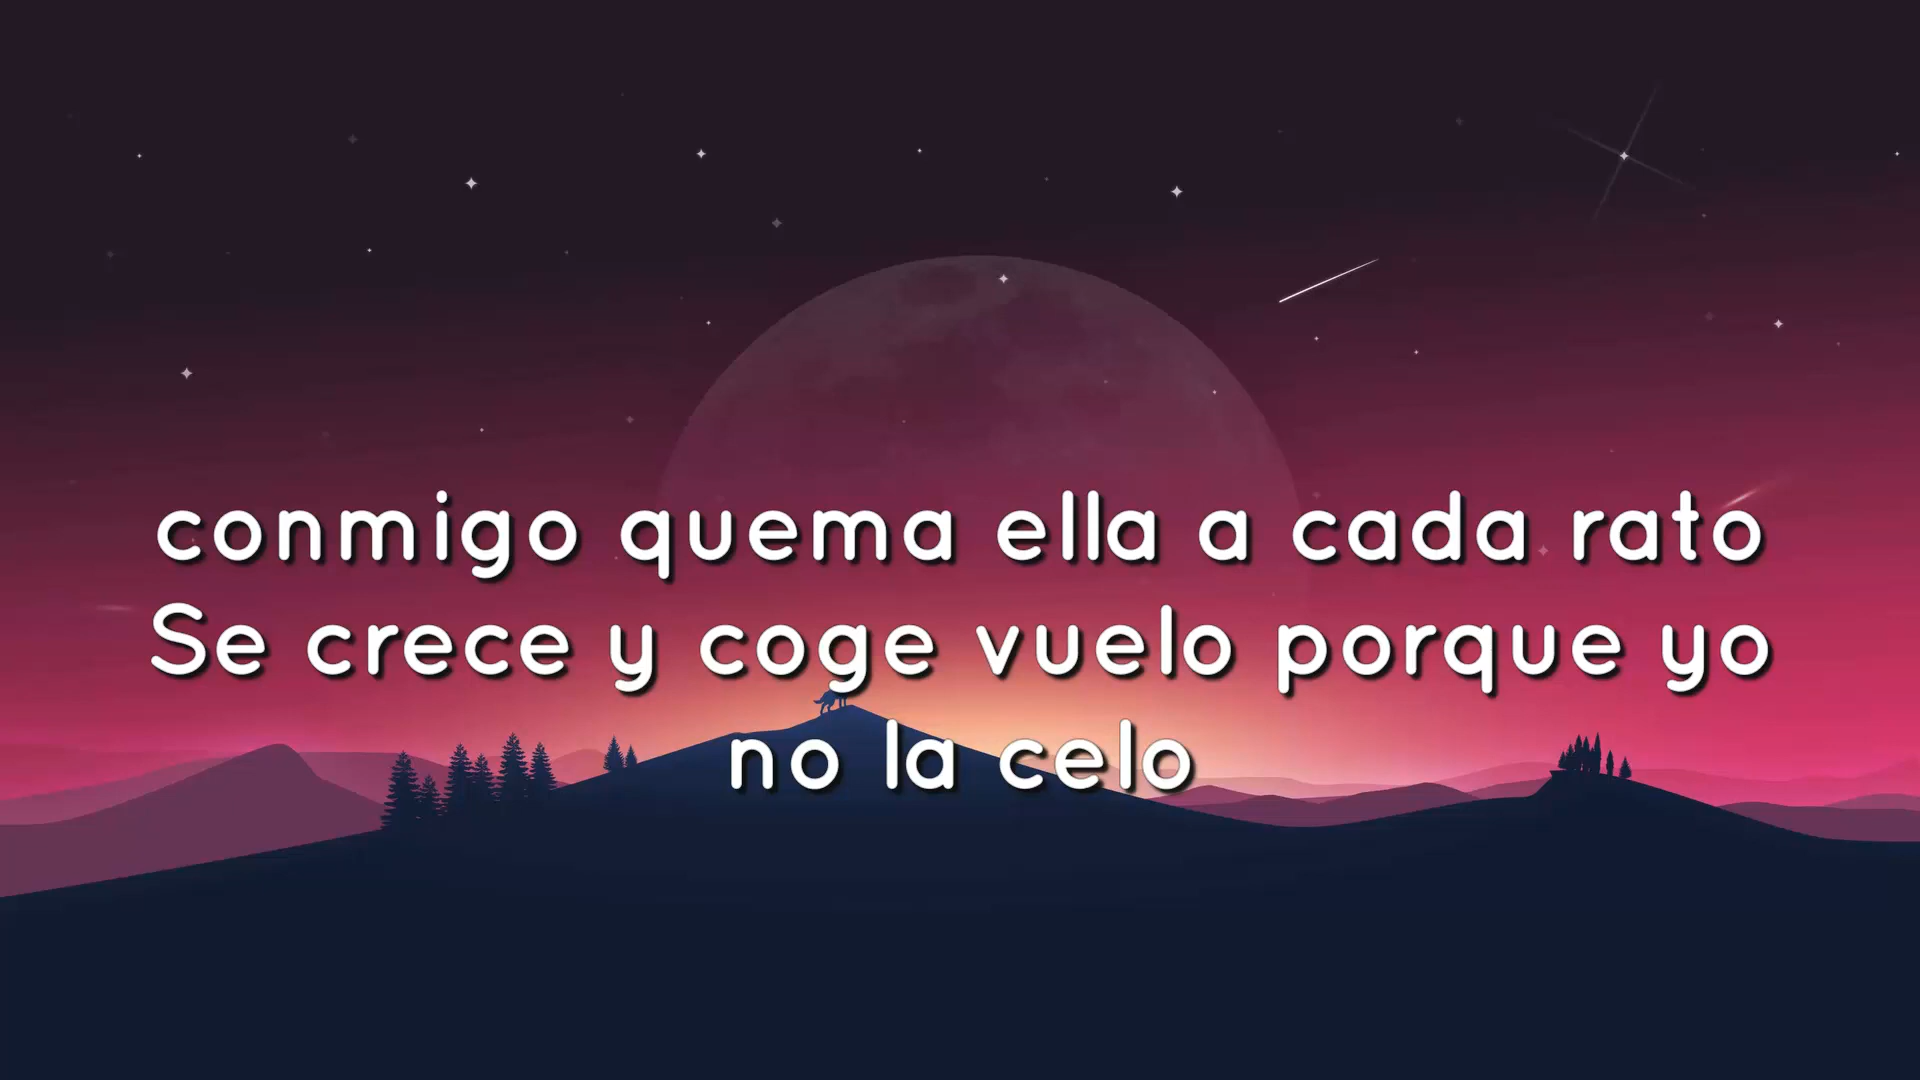 conmigo quema ella a cada rato
Se crece y coge vuelo porque yo
no la celo